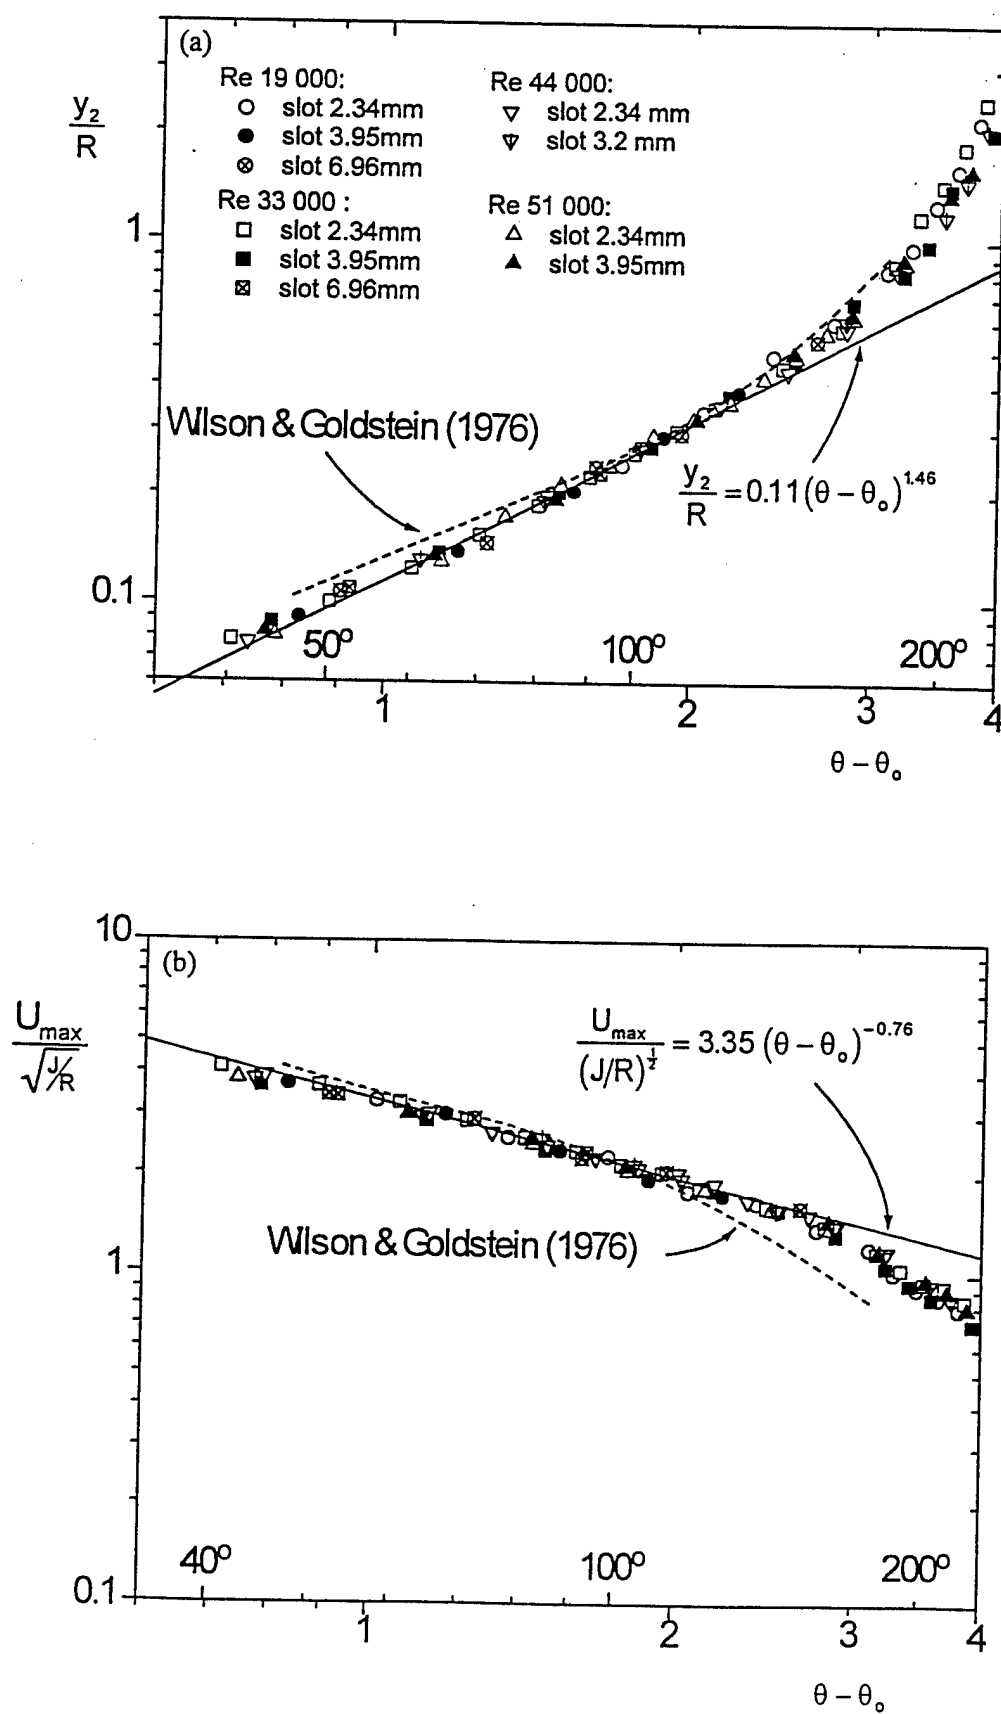 (a)
y₂/R
Re 19 000:
○ slot 2.34mm
● slot 3.95mm
⊗ slot 6.96mm
Re 33 000 :
□ slot 2.34mm
■ slot 3.95mm
⊠ slot 6.96mm
Re 44 000:
▽ slot 2.34 mm
slot 3.2 mm
Re 51 000:
△ slot 2.34mm
▲ slot 3.95mm
1
0.1
Wilson & Goldstein (1976)
y₂/R = 0.11(θ – θₒ)^1.46
50° 100° 200°
1 2 3 4
θ – θₒ
10
(b)
U_max/√J/R
U_max/(J/R)^½ = 3.35 (θ – θₒ)^–0.76
Wilson & Goldstein (1976)
1
40° 100° 200°
0.1
1 2 3 4
θ – θₒ